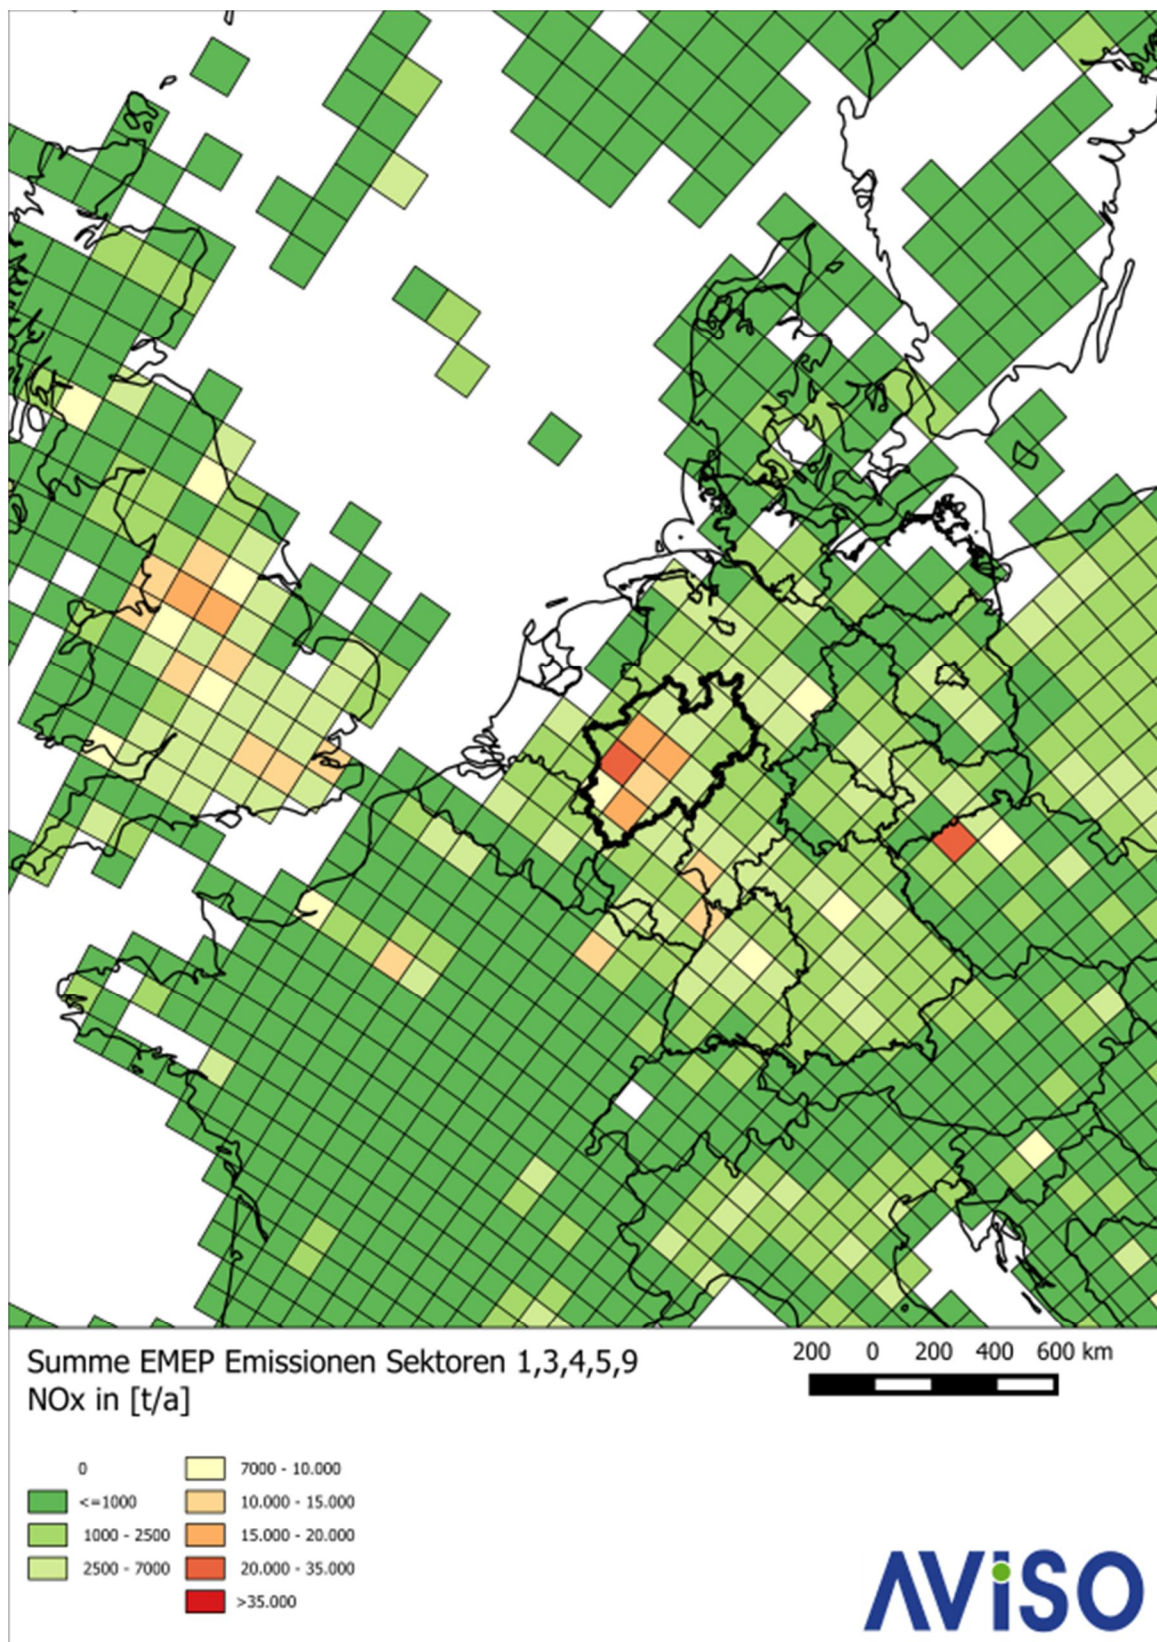 Summe EMEP Emissionen Sektoren 1,3,4,5,9
NOx in [t/a]
200 0 200 400 600 km
0
<=1000
1000 - 2500
2500 - 7000
7000 - 10.000
10.000 - 15.000
15.000 - 20.000
20.000 - 35.000
>35.000
AViSO